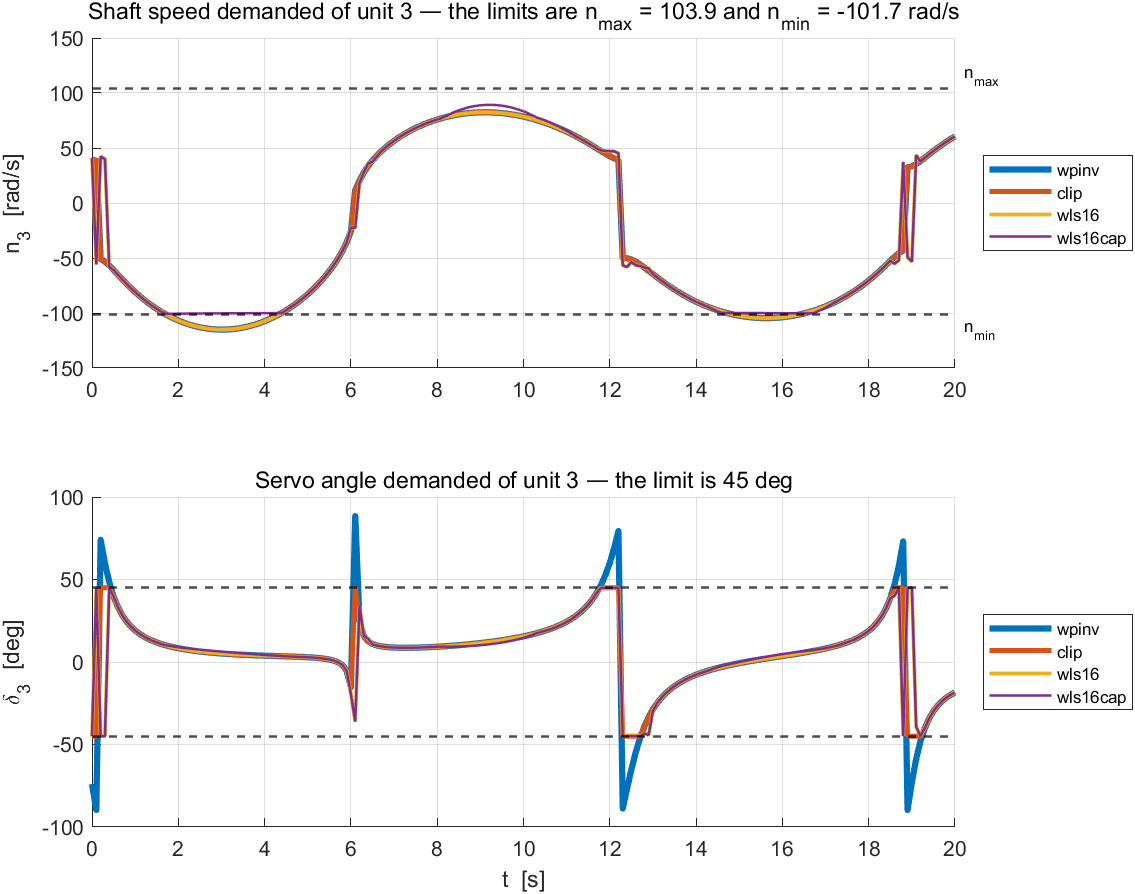 Shaft speed demanded of unit 3 — the limits are n_max = 103.9 and n_min = -101.7 rad/s
150
100
50
0
-50
-100
-150
n_3 [rad/s]
0 2 4 6 8 10 12 14 16 18 20
n_max
n_min
wpinv
clip
wls16
wls16cap
Servo angle demanded of unit 3 — the limit is 45 deg
100
50
0
-50
-100
δ_3 [deg]
0 2 4 6 8 10 12 14 16 18 20
t [s]
wpinv
clip
wls16
wls16cap